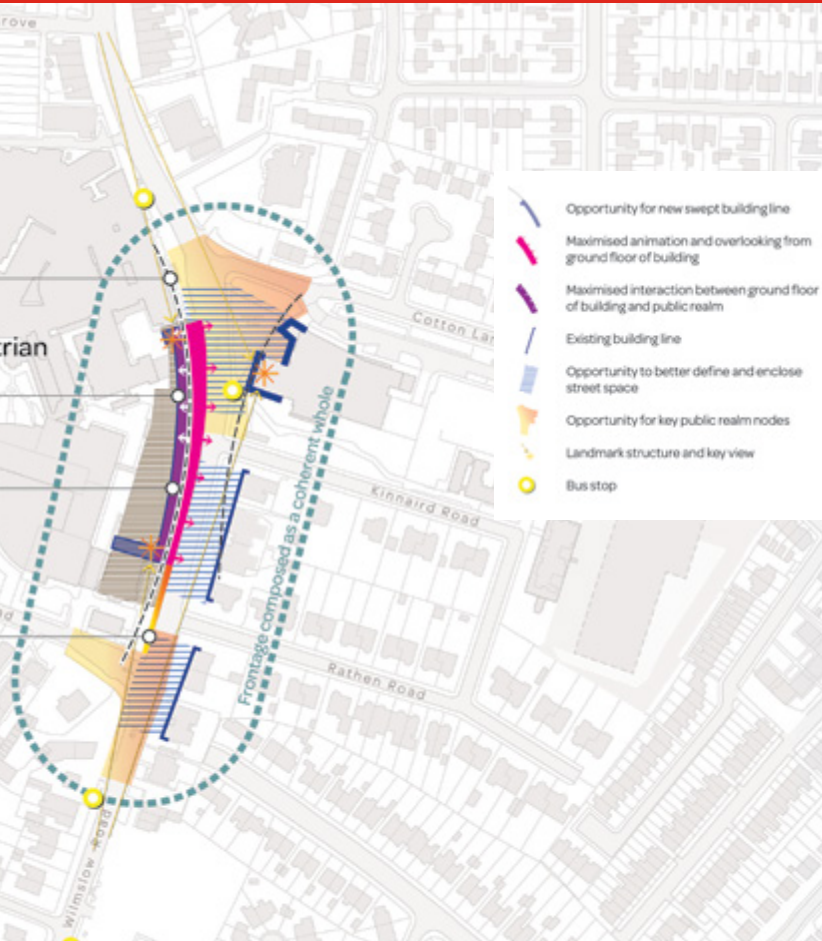 rove
trian
Opportunity for new swept building line
Maximised animation and overlooking from
ground floor of building
Maximised interaction between ground floor
of building and public realm
Existing building line
Opportunity to better define and enclose
street space
Opportunity for key public realm nodes
Landmark structure and key view
Bus stop
Cotton Lan
Kinnaird Road
Frontage composed as a coherent whole
ad
Rathen Road
Wilmslow Road